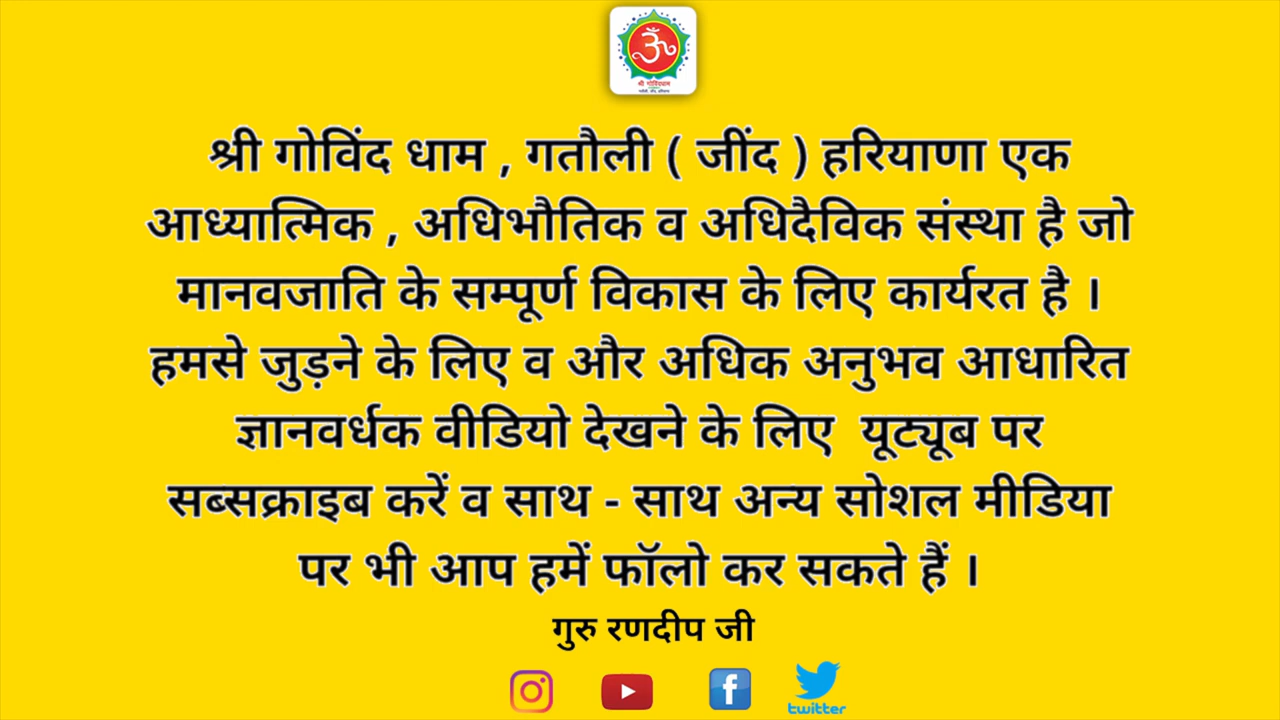 ॐ
श्री गोविंदधाम
श्री गोविंद धाम , गतौली ( जींद ) हरियाणा एक
आध्यात्मिक , अधिभौतिक व अधिदैविक संस्था है जो
मानवजाति के सम्पूर्ण विकास के लिए कार्यरत है ।
हमसे जुड़ने के लिए व और अधिक अनुभव आधारित
ज्ञानवर्धक वीडियो देखने के लिए यूट्यूब पर
सब्सक्राइब करें व साथ - साथ अन्य सोशल मीडिया
पर भी आप हमें फॉलो कर सकते हैं ।
गुरु रणदीप जी
f
twitter